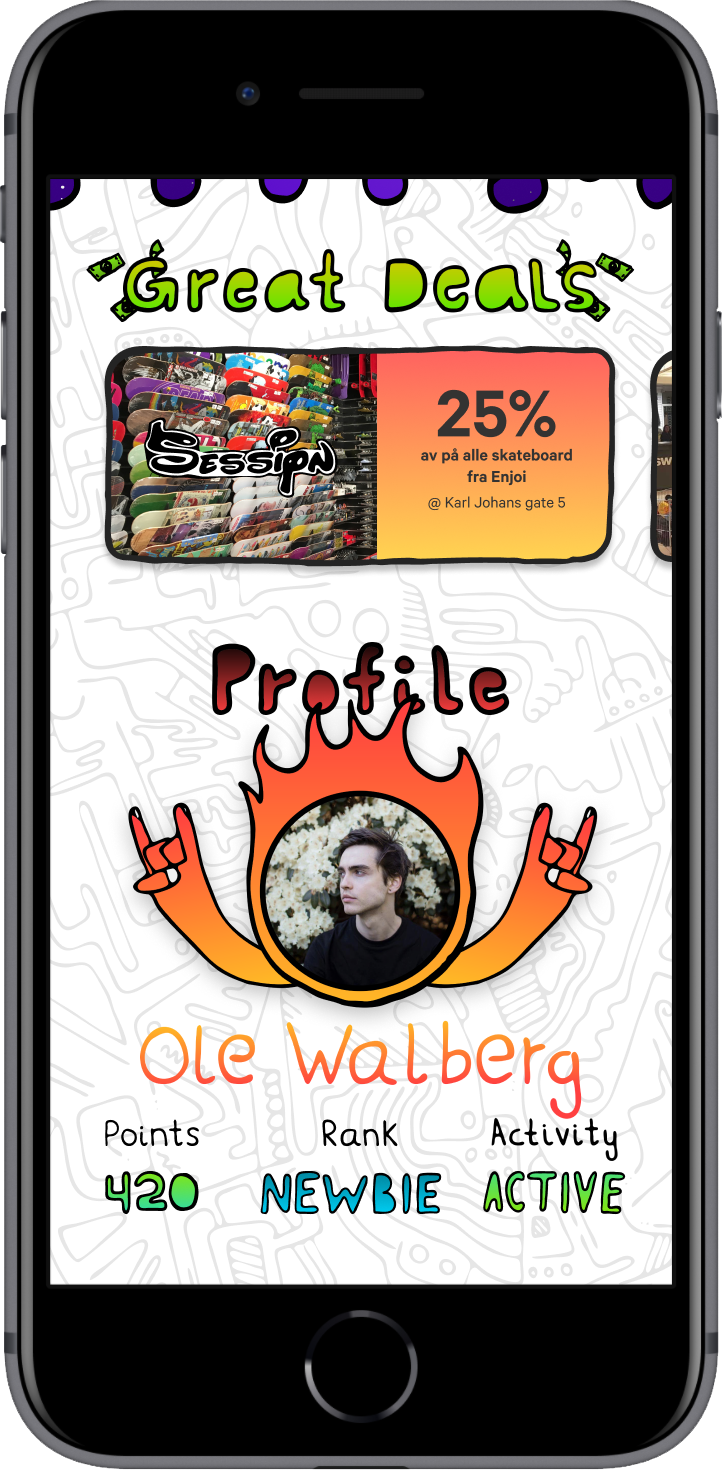 Great Deals
SESSION
25%
av på alle skateboard
fra Enjoi
@ Karl Johans gate 5
Profile
Ole Walberg
Points
Rank
Activity
420
NEWBIE
ACTIVE